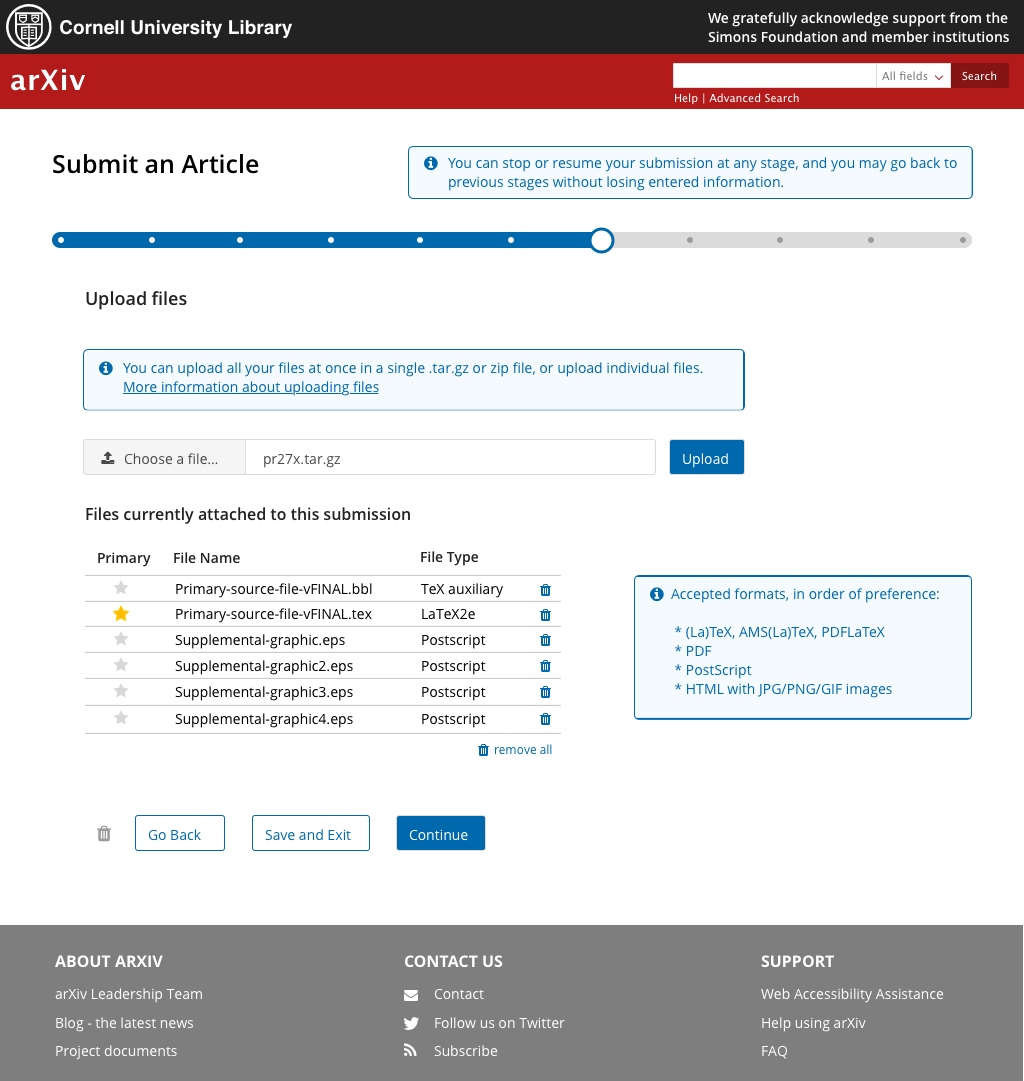 Cornell University Library
We gratefully acknowledge support from the
Simons Foundation and member institutions
arXiv
All fields
Search
Help | Advanced Search
Submit an Article
You can stop or resume your submission at any stage, and you may go back to
previous stages without losing entered information.
Upload files
You can upload all your files at once in a single .tar.gz or zip file, or upload individual files.
More information about uploading files
Choose a file...
pr27x.tar.gz
Upload
Files currently attached to this submission
Primary File Name File Type
Primary-source-file-vFINAL.bbl TeX auxiliary
Primary-source-file-vFINAL.tex LaTeX2e
Supplemental-graphic.eps Postscript
Supplemental-graphic2.eps Postscript
Supplemental-graphic3.eps Postscript
Supplemental-graphic4.eps Postscript
remove all
Accepted formats, in order of preference:
* (La)TeX, AMS(La)TeX, PDFLaTeX
* PDF
* PostScript
* HTML with JPG/PNG/GIF images
Go Back
Save and Exit
Continue
ABOUT ARXIV
arXiv Leadership Team
Blog - the latest news
Project documents
CONTACT US
Contact
Follow us on Twitter
Subscribe
SUPPORT
Web Accessibility Assistance
Help using arXiv
FAQ